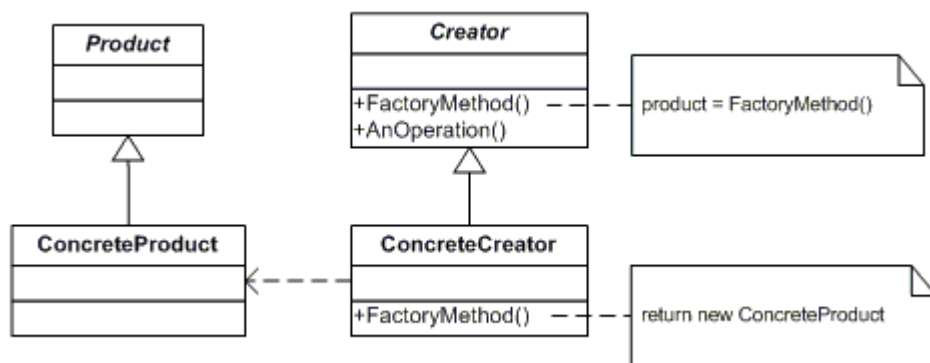 Product
Creator
+FactoryMethod()
+AnOperation()
product = FactoryMethod()
ConcreteProduct
ConcreteCreator
+FactoryMethod()
return new ConcreteProduct